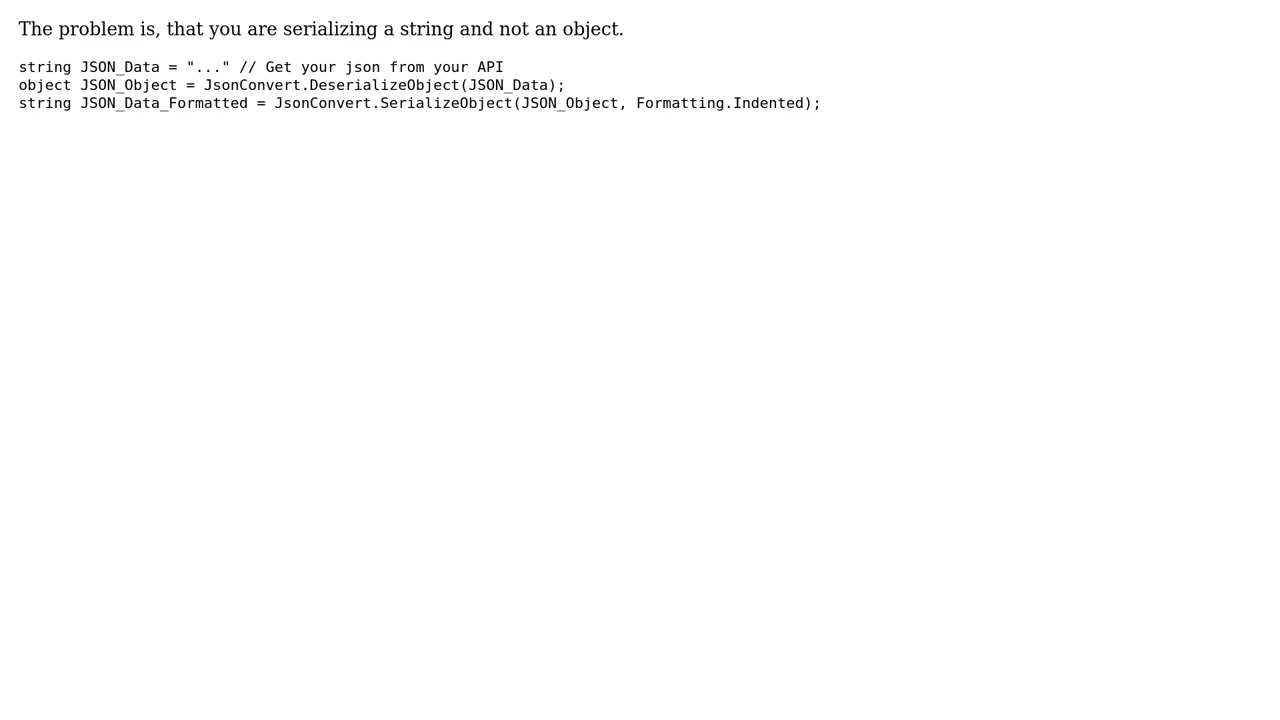 The problem is, that you are serializing a string and not an object.
string JSON_Data = "..." // Get your json from your API
object JSON_Object = JsonConvert.DeserializeObject(JSON_Data);
string JSON_Data_Formatted = JsonConvert.SerializeObject(JSON_Object, Formatting.Indented);